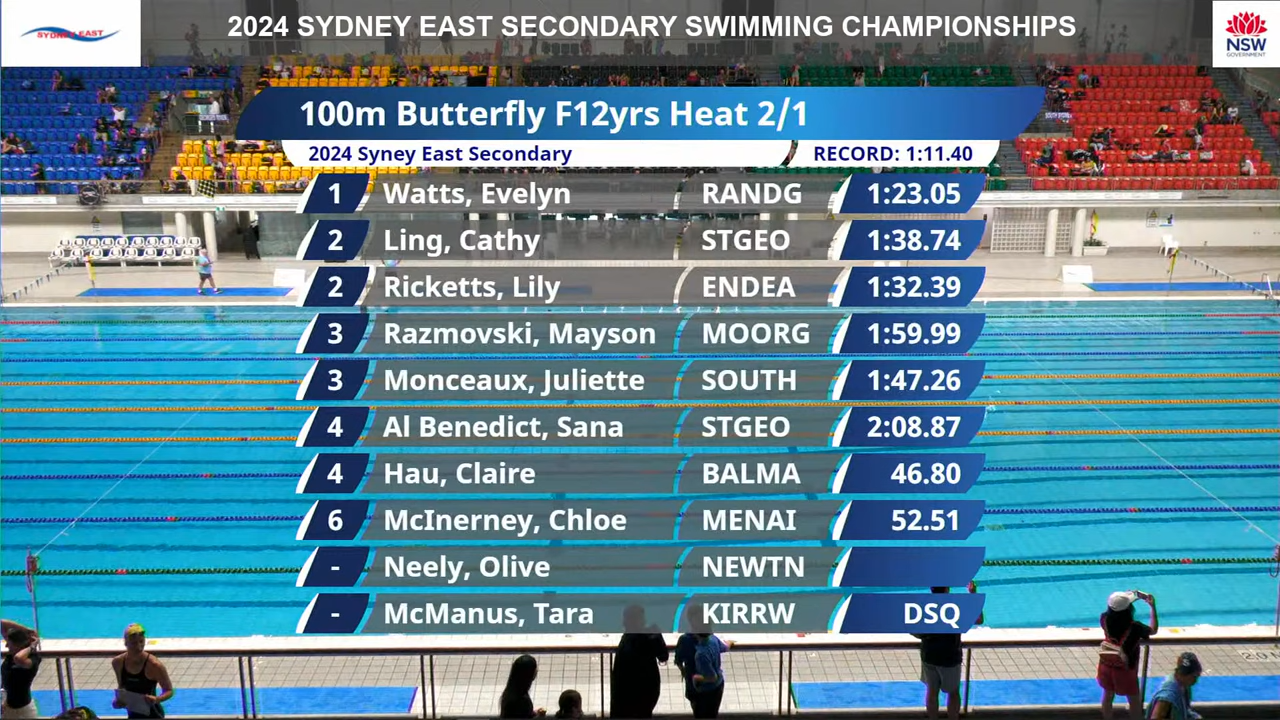 SYDNEY EAST
2024 SYDNEY EAST SECONDARY SWIMMING CHAMPIONSHIPS
NSW
GOVERNMENT
100m Butterfly F12yrs Heat 2/1
2024 Syney East Secondary RECORD: 1:11.40
1 Watts, Evelyn RANDG 1:23.05
2 Ling, Cathy STGEO 1:38.74
2 Ricketts, Lily ENDEA 1:32.39
3 Razmovski, Mayson MOORG 1:59.99
3 Monceaux, Juliette SOUTH 1:47.26
4 Al Benedict, Sana STGEO 2:08.87
4 Hau, Claire BALMA 46.80
6 McInerney, Chloe MENAI 52.51
- Neely, Olive NEWTN
- McManus, Tara KIRRW DSQ